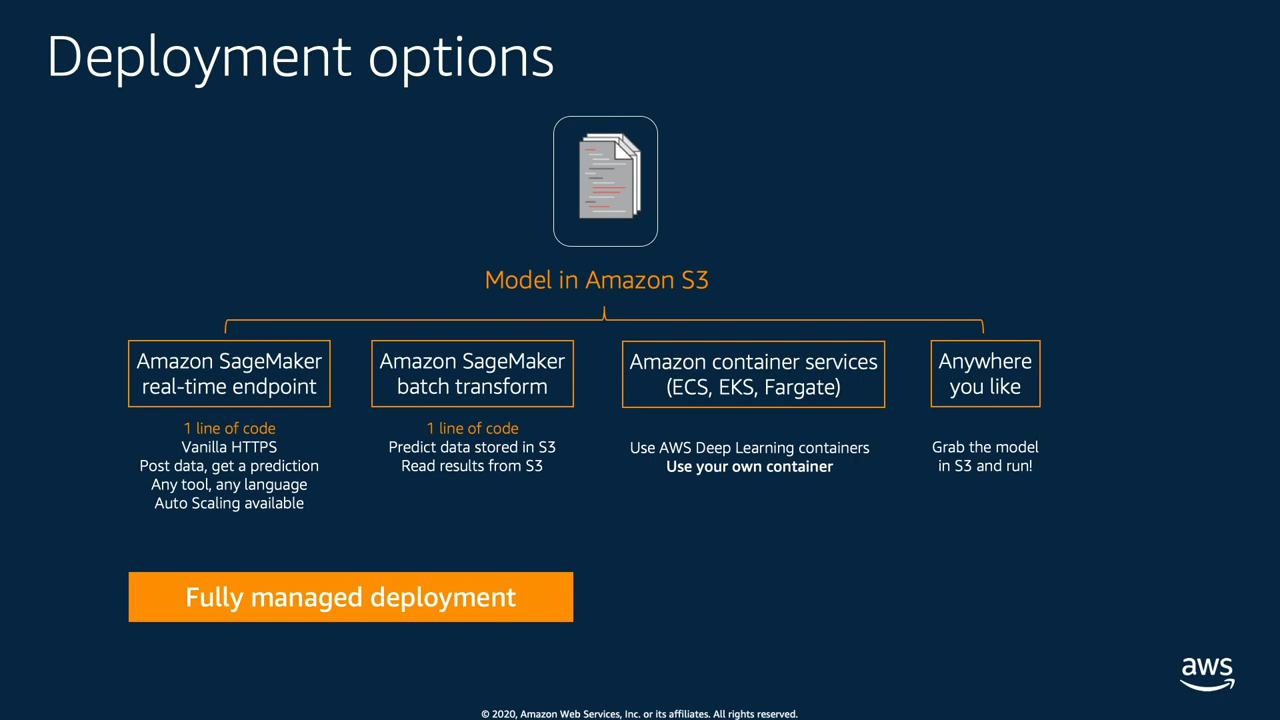 Deployment options
Model in Amazon S3
Amazon SageMaker
real-time endpoint
1 line of code
Vanilla HTTPS
Post data, get a prediction
Any tool, any language
Auto Scaling available
Amazon SageMaker
batch transform
1 line of code
Predict data stored in S3
Read results from S3
Amazon container services
(ECS, EKS, Fargate)
Use AWS Deep Learning containers
Use your own container
Anywhere
you like
Grab the model
in S3 and run!
Fully managed deployment
aws
© 2020, Amazon Web Services, Inc. or its affiliates. All rights reserved.